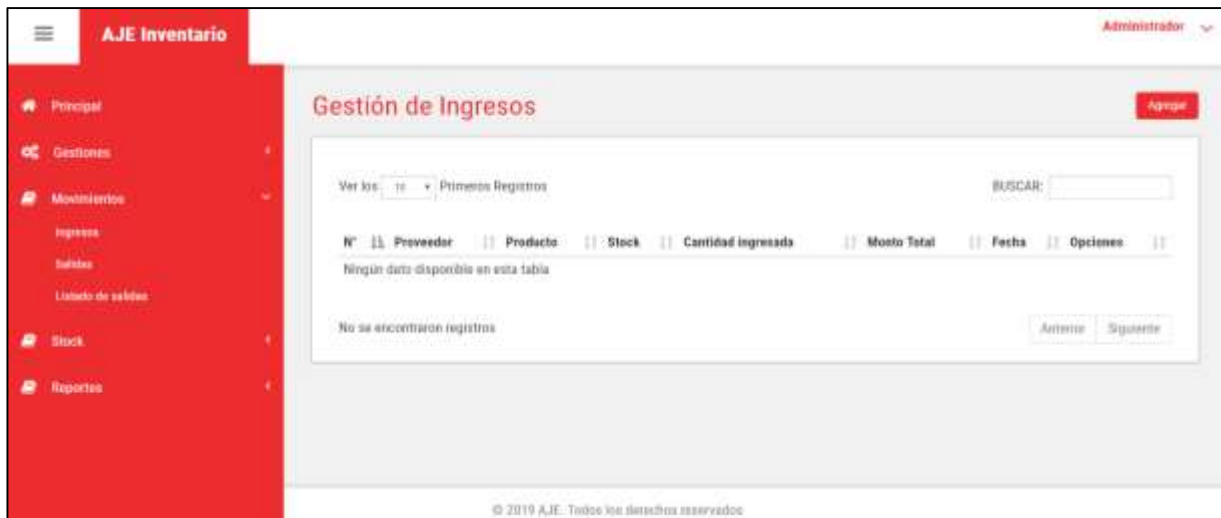 AJE Inventario
Administrador
Principal
Gestiones
Movimientos
Ingresos
Salidas
Listado de salidas
Stock
Reportes
Gestión de Ingresos
Agregar
Ver los 10 Primeros Registros
BUSCAR:
N° Proveedor Producto Stock Cantidad ingresada Monto Total Fecha Opciones
Ningún dato disponible en esta tabla
No se encontraron registros
Anterior Siguiente
© 2019 AJE. Todos los derechos reservados